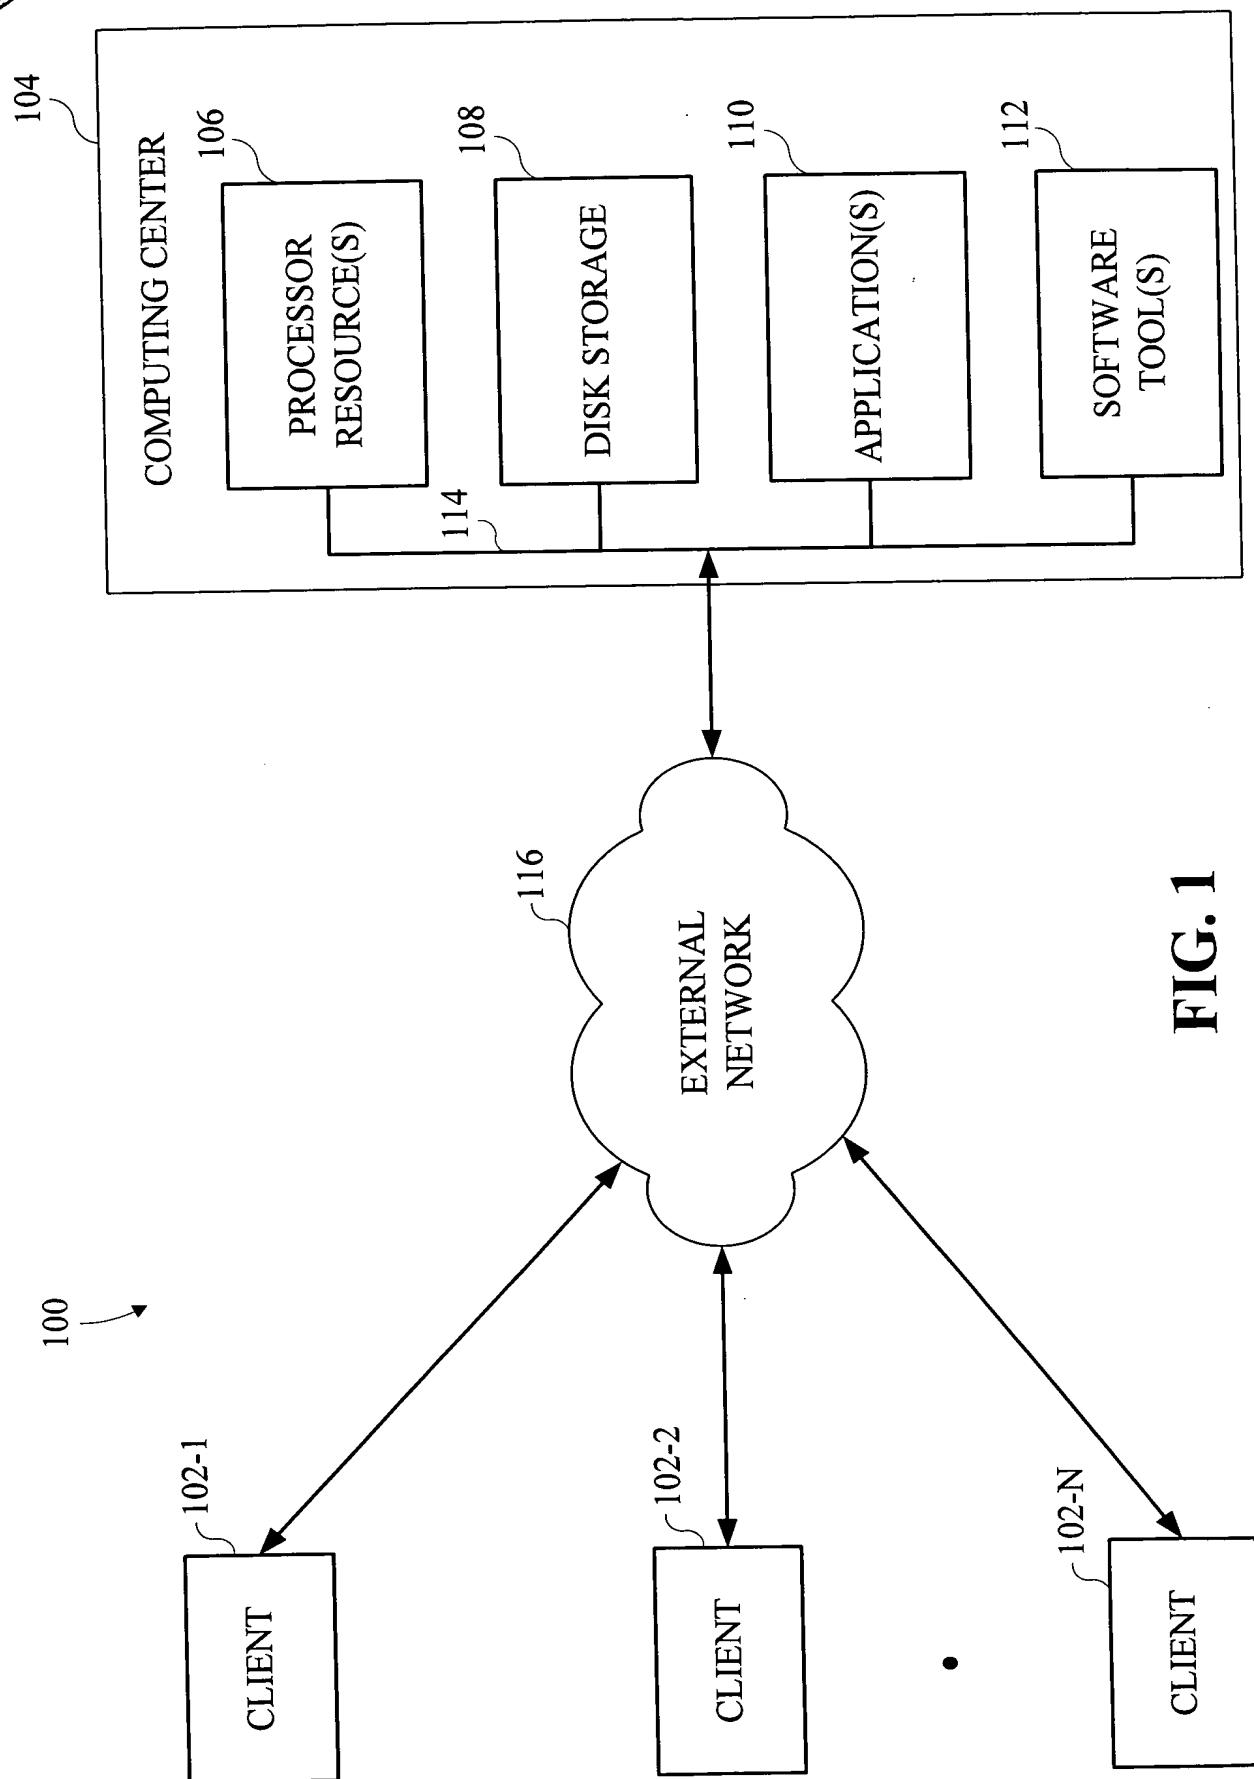 100
102-1
CLIENT
102-2
CLIENT
102-N
CLIENT
116
EXTERNAL
NETWORK
104
COMPUTING CENTER
106
PROCESSOR
RESOURCE(S)
108
DISK STORAGE
110
APPLICATION(S)
112
SOFTWARE
TOOL(S)
114
FIG. 1